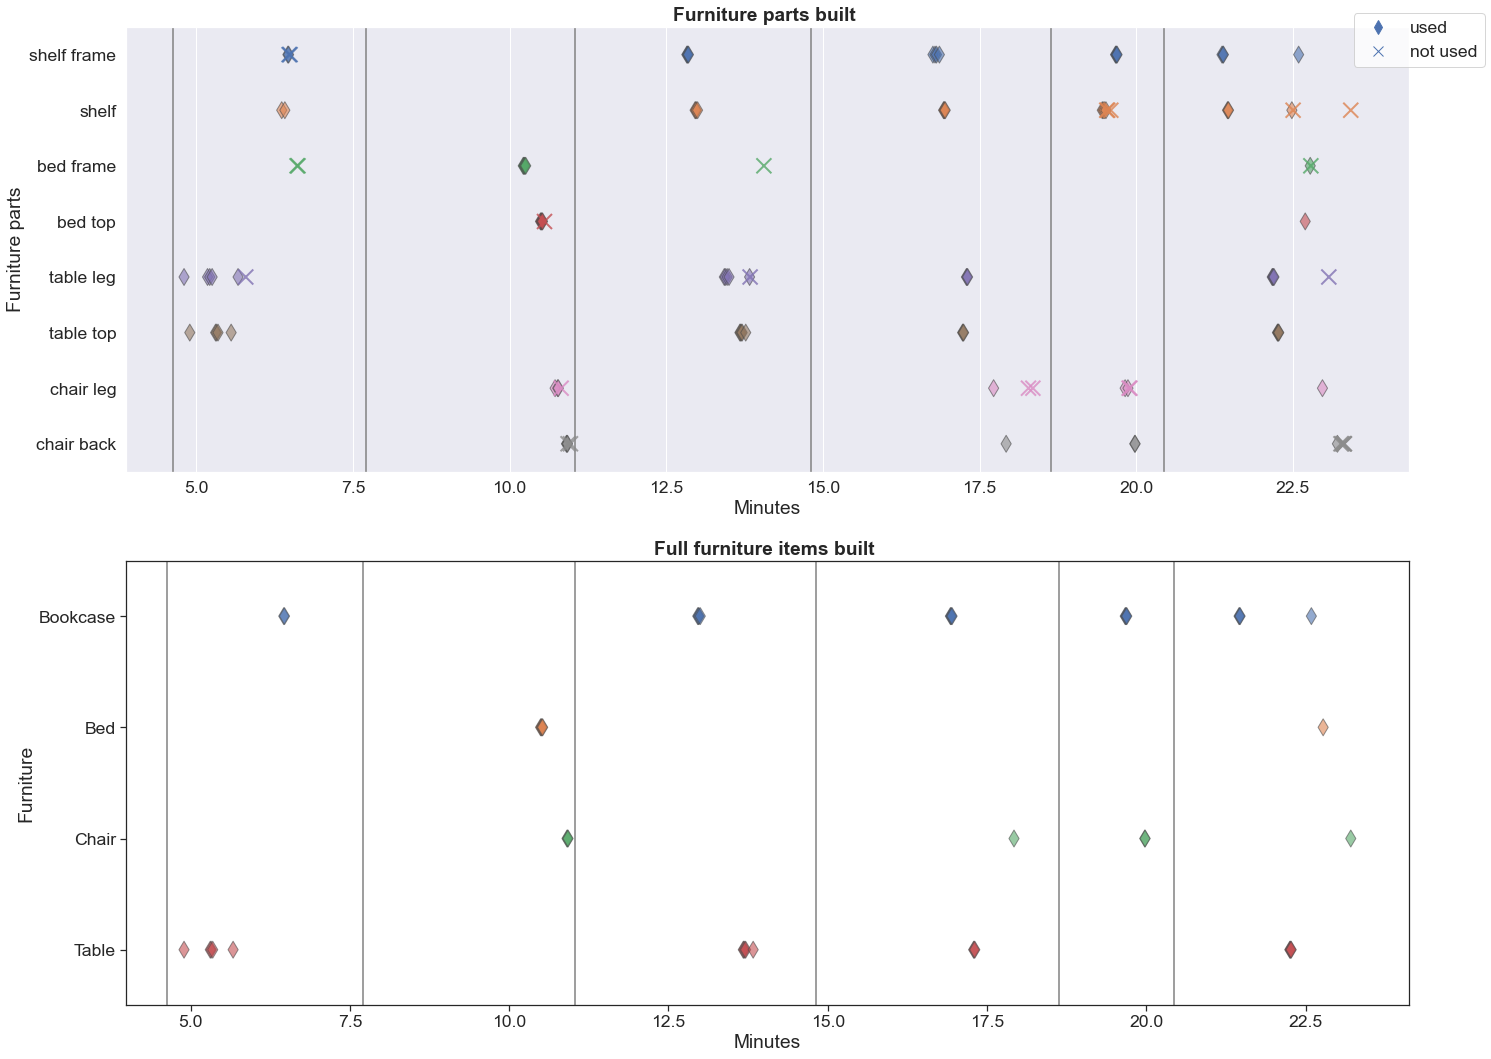 Furniture parts built
used
not used
shelf frame
shelf
bed frame
bed top
table leg
table top
chair leg
chair back
Furniture parts
5.0 7.5 10.0 12.5 15.0 17.5 20.0 22.5
Minutes
Full furniture items built
Bookcase
Bed
Chair
Table
Furniture
5.0 7.5 10.0 12.5 15.0 17.5 20.0 22.5
Minutes